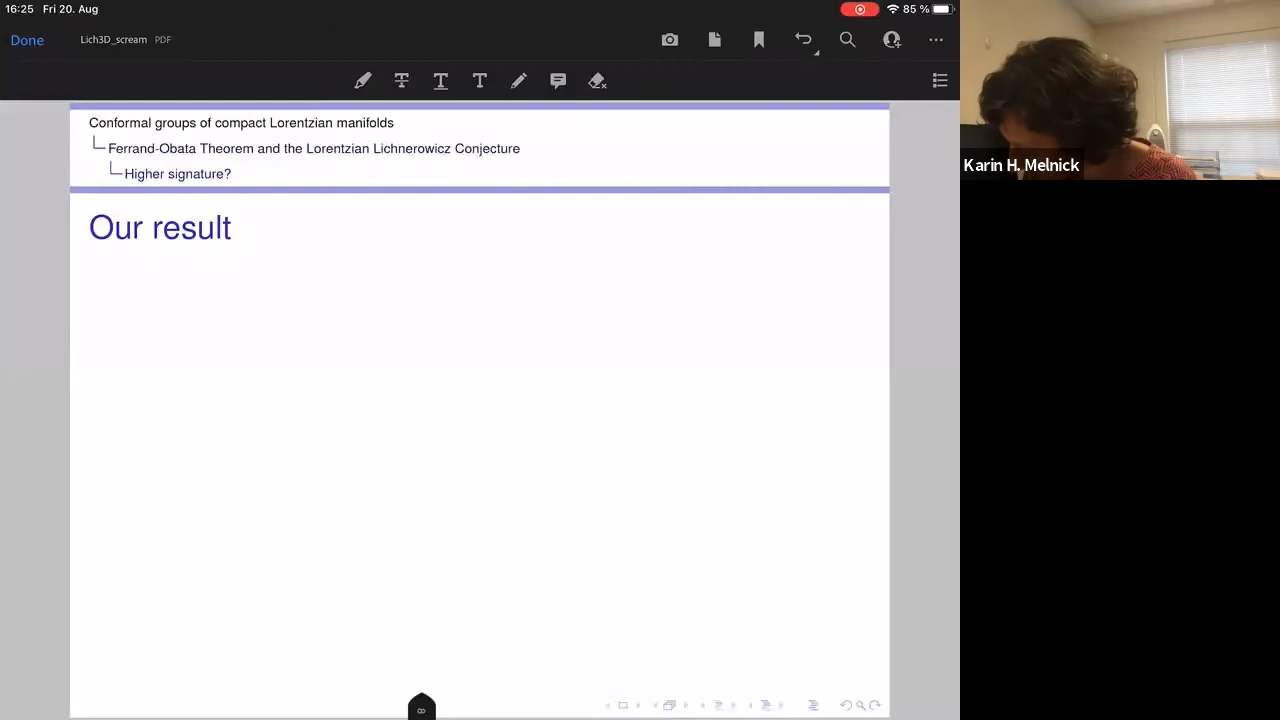 16:25 Fri 20. Aug
85 %
Done
Lich3D_scream PDF
Conformal groups of compact Lorentzian manifolds
Ferrand-Obata Theorem and the Lorentzian Lichnerowicz Conjecture
Higher signature?
Our result
8
Karin H. Melnick